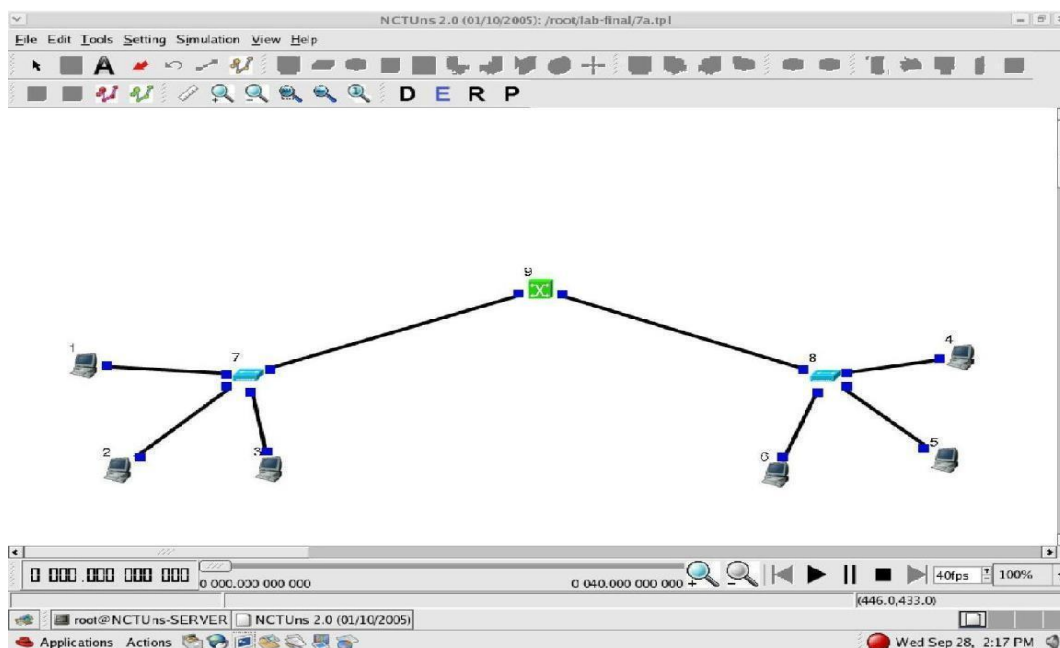 NCTUns 2.0 (01/10/2005): /root/lab-final/7a.tpl
File Edit Tools Setting Simulation View Help
A
D E R P
9
1
7
2
3
8
4
6
5
0 000.000 000 000
0 000.000 000 000
0 040.000 000 000
40fps
100%
(446.0,433.0)
root@NCTUns-SERVER
NCTUns 2.0 (01/10/2005)
Applications Actions
Wed Sep 28, 2:17 PM